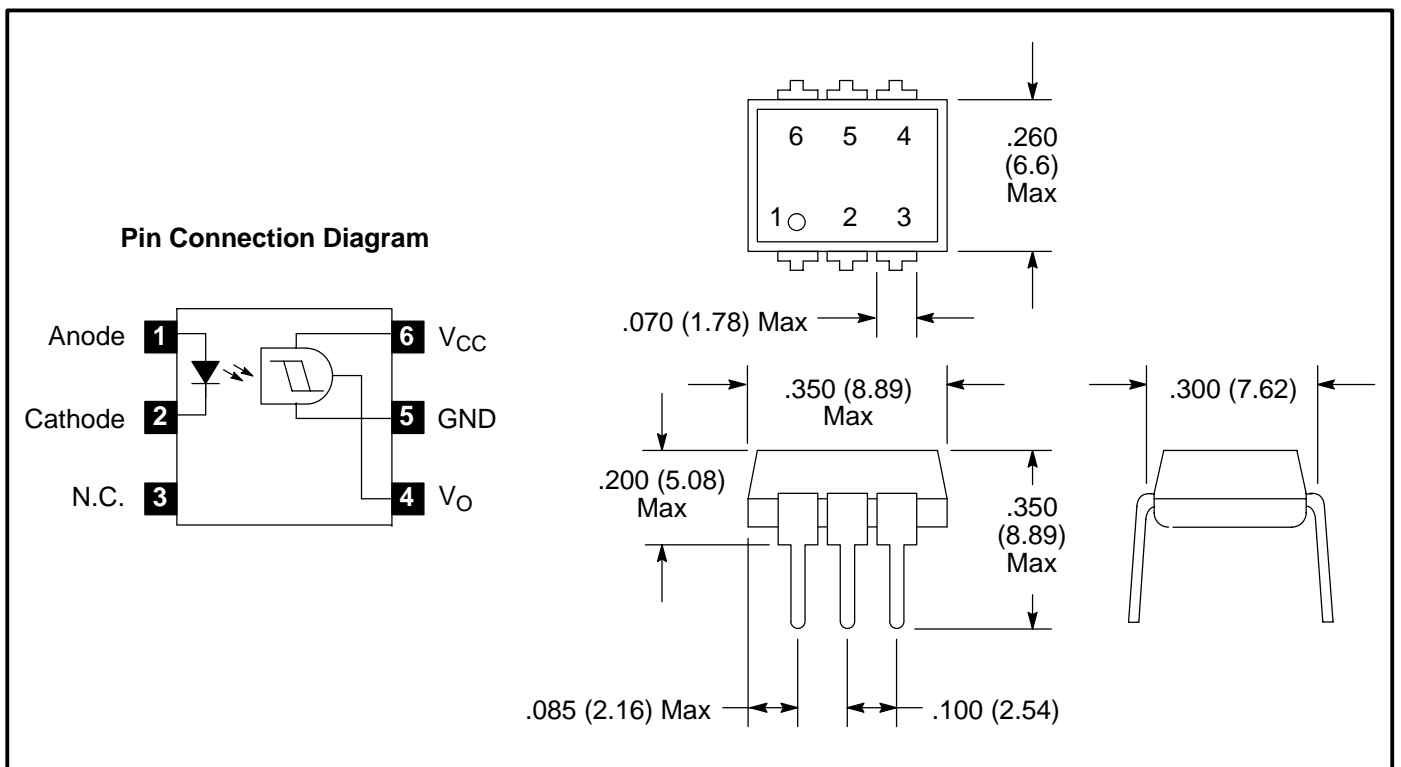 Pin Connection Diagram
Anode 1
Cathode 2
N.C. 3
6 VCC
5 GND
4 VO
6 5 4
1 2 3
.260
(6.6)
Max
.070 (1.78) Max
.350 (8.89)
Max
.300 (7.62)
.200 (5.08)
Max
.350
(8.89)
Max
.085 (2.16) Max
.100 (2.54)